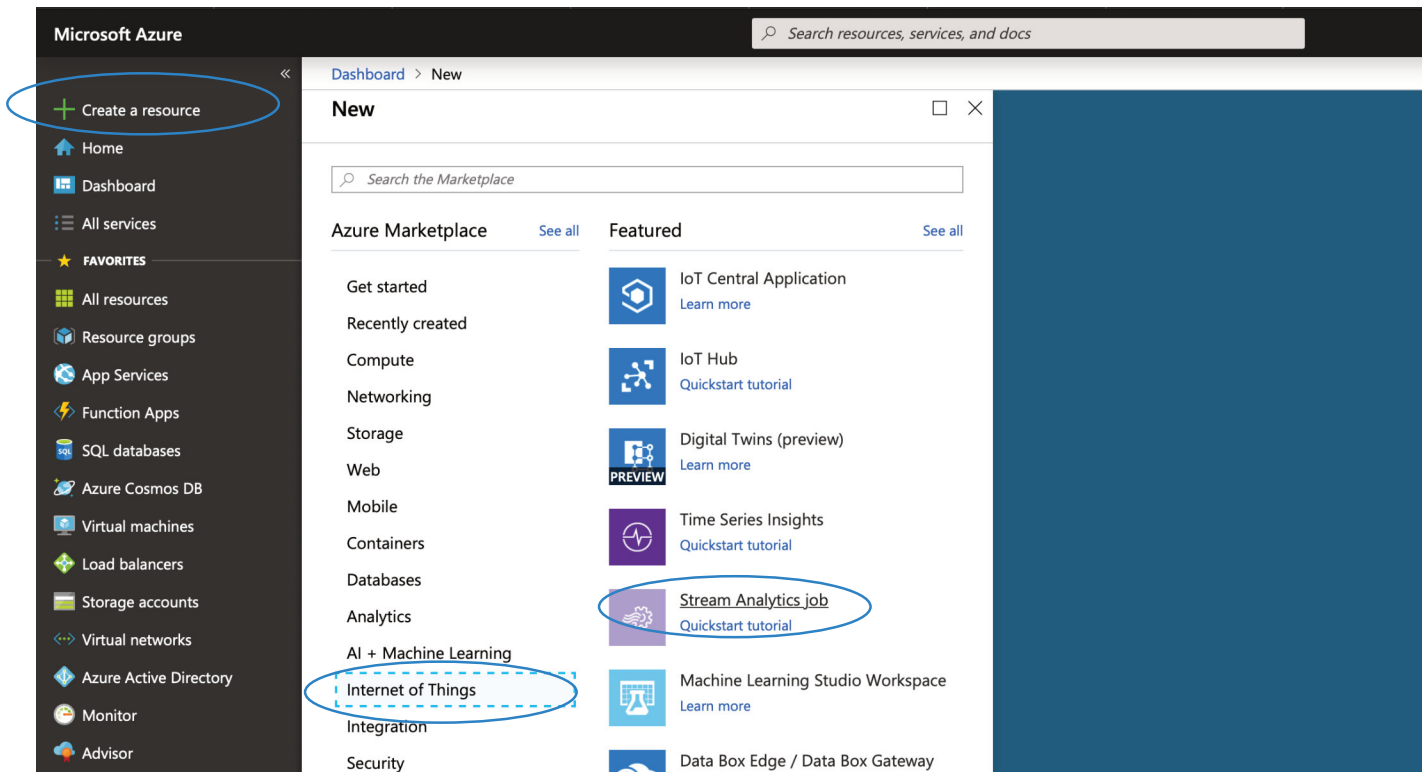 Microsoft Azure
Search resources, services, and docs
«
Dashboard > New
Create a resource
Home
Dashboard
All services
FAVORITES
All resources
Resource groups
App Services
Function Apps
SQL databases
Azure Cosmos DB
Virtual machines
Load balancers
Storage accounts
Virtual networks
Azure Active Directory
Monitor
Advisor
New
Search the Marketplace
Azure Marketplace
See all
Get started
Recently created
Compute
Networking
Storage
Web
Mobile
Containers
Databases
Analytics
AI + Machine Learning
Internet of Things
Integration
Security
Featured
See all
IoT Central Application
Learn more
IoT Hub
Quickstart tutorial
PREVIEW
Digital Twins (preview)
Learn more
Time Series Insights
Quickstart tutorial
Stream Analytics job
Quickstart tutorial
Machine Learning Studio Workspace
Learn more
Data Box Edge / Data Box Gateway